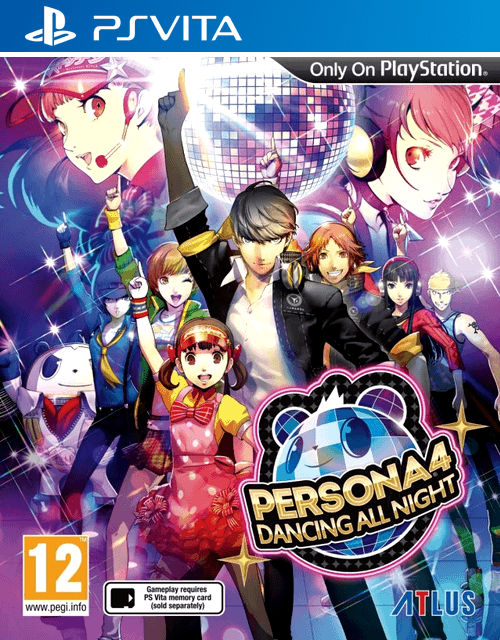 PSVITA
Only On PlayStation®
PERSONA4
DANCING ALL NIGHT
12
www.pegi.info
Gameplay requires
PS Vita memory card
(sold separately)
ATLUS